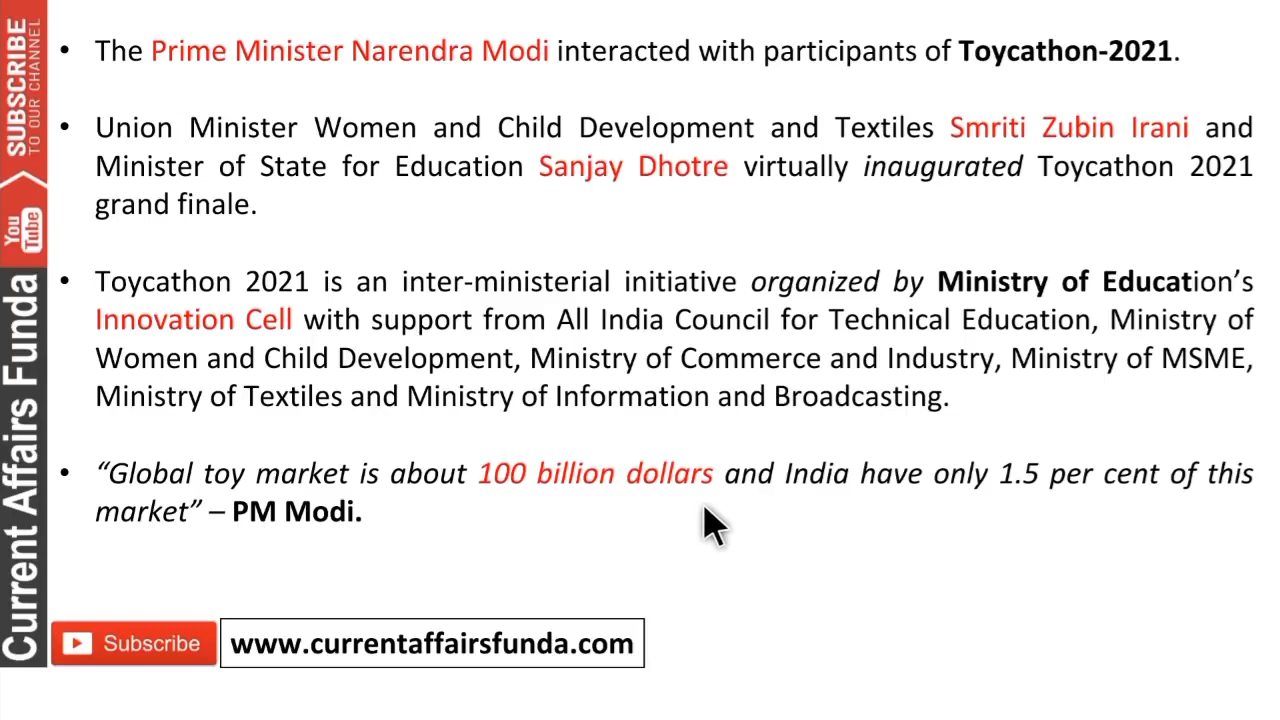 SUBSCRIBE
TO OUR CHANNEL
You
Tube
Current Affairs Funda
• The Prime Minister Narendra Modi interacted with participants of Toycathon-2021.
• Union Minister Women and Child Development and Textiles Smriti Zubin Irani and
Minister of State for Education Sanjay Dhotre virtually inaugurated Toycathon 2021
grand finale.
• Toycathon 2021 is an inter-ministerial initiative organized by Ministry of Education’s
Innovation Cell with support from All India Council for Technical Education, Ministry of
Women and Child Development, Ministry of Commerce and Industry, Ministry of MSME,
Ministry of Textiles and Ministry of Information and Broadcasting.
• “Global toy market is about 100 billion dollars and India have only 1.5 per cent of this
market” – PM Modi.
Subscribe
www.currentaffairsfunda.com